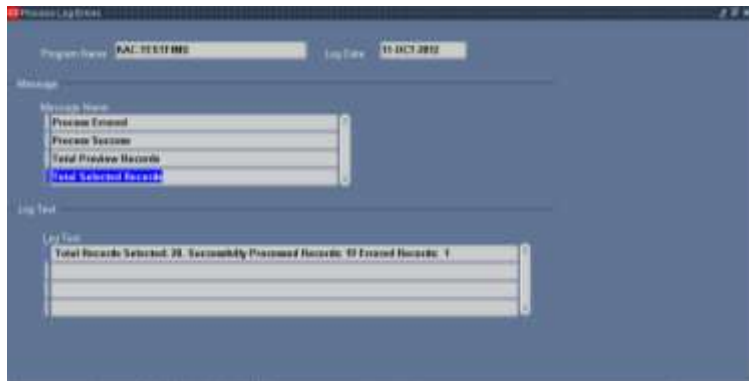 Process Log Errors
Program Name
Log Date 11-OCT-2012
Message
Message Name
Process Errored
Process Success
Total Preview Records
Total Selected Records
Log Text
Log Text
Total Records Selected: 20. Successfully Processed Records: 19 Errored Records: 1